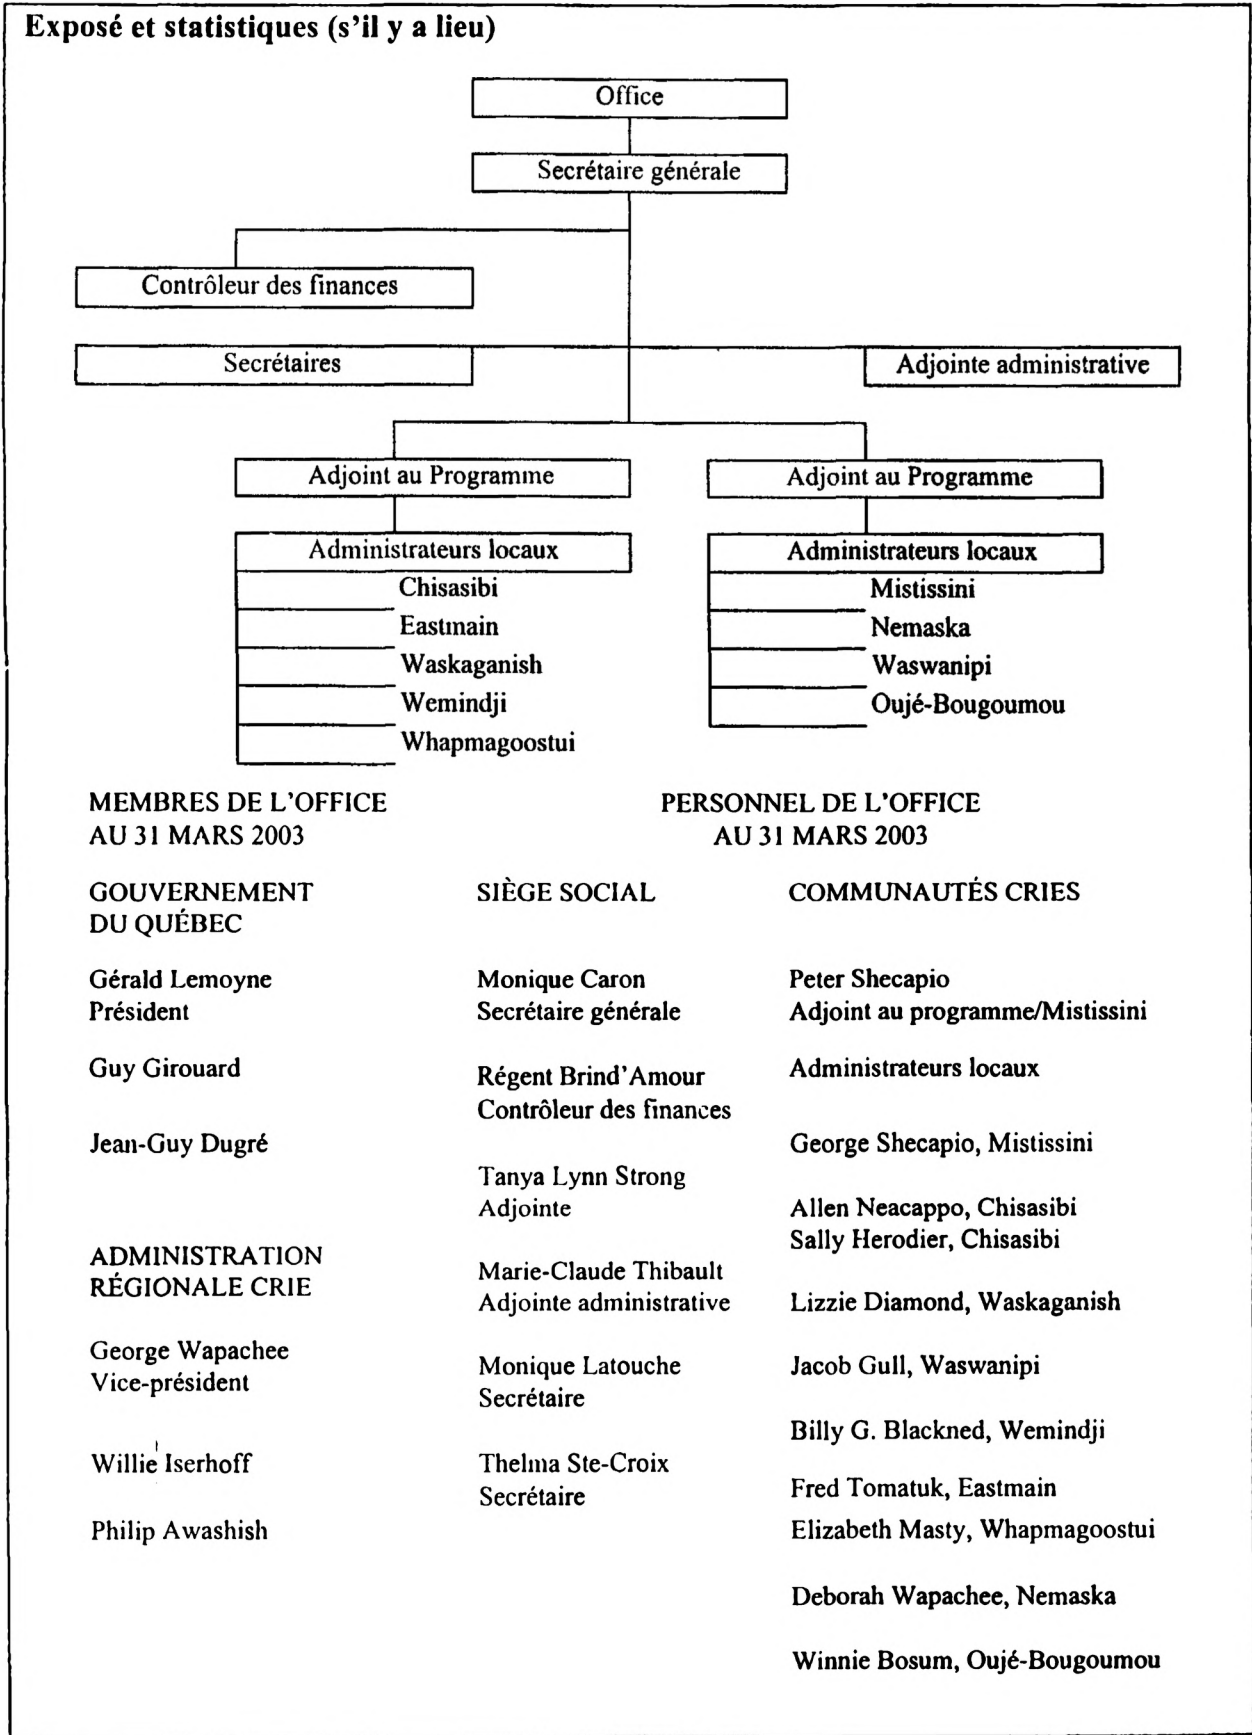 Exposé et statistiques (s'il y a lieu)
Office
Secrétaire générale
Contrôleur des finances
Secrétaires
Adjointe administrative
Adjoint au Programme
Administrateurs locaux
Chisasibi
Eastmain
Waskaganish
Wemindji
Whapmagoostui
Adjoint au Programme
Administrateurs locaux
Mistissini
Nemaska
Waswanipi
Oujé-Bougoumou
MEMBRES DE L'OFFICE
AU 31 MARS 2003
PERSONNEL DE L'OFFICE
AU 31 MARS 2003
GOUVERNEMENT
DU QUÉBEC
Gérald Lemoyne
Président
Guy Girouard
Jean-Guy Dugré
ADMINISTRATION
RÉGIONALE CRIE
George Wapachee
Vice-président
Willie Iserhoff
Philip Awashish
SIÈGE SOCIAL
Monique Caron
Secrétaire générale
Régent Brind'Amour
Contrôleur des finances
Tanya Lynn Strong
Adjointe
Marie-Claude Thibault
Adjointe administrative
Monique Latouche
Secrétaire
Thelma Ste-Croix
Secrétaire
COMMUNAUTÉS CRIES
Peter Shecapio
Adjoint au programme/Mistissini
Administrateurs locaux
George Shecapio, Mistissini
Allen Neacappo, Chisasibi
Sally Herodier, Chisasibi
Lizzie Diamond, Waskaganish
Jacob Gull, Waswanipi
Billy G. Blackned, Wemindji
Fred Tomatuk, Eastmain
Elizabeth Masty, Whapmagoostui
Deborah Wapachee, Nemaska
Winnie Bosum, Oujé-Bougoumou